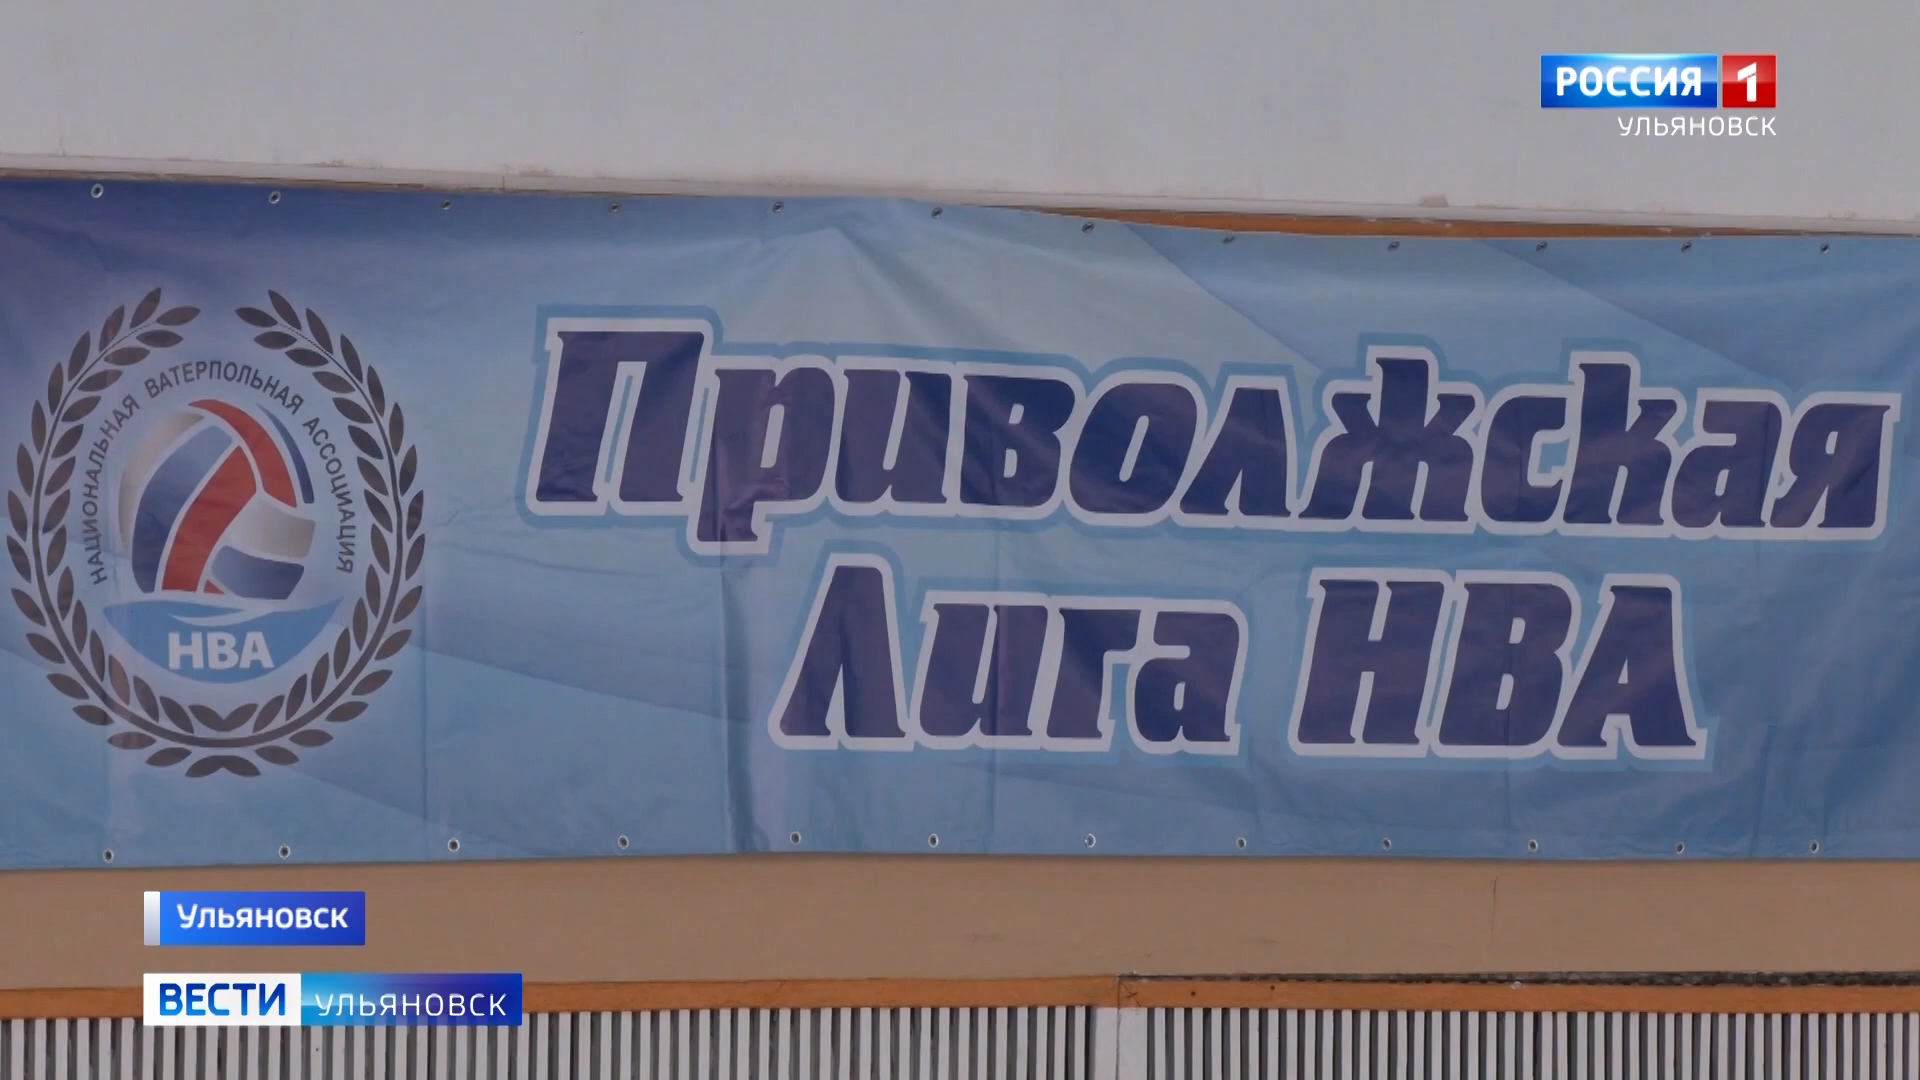 РОССИЯ 1
УЛЬЯНОВСК
НАЦИОНАЛЬНАЯ ВАТЕРПОЛЬНАЯ АССОЦИАЦИЯ
НВА
Приволжская
Лига НВА
Ульяновск
ВЕСТИ УЛЬЯНОВСК